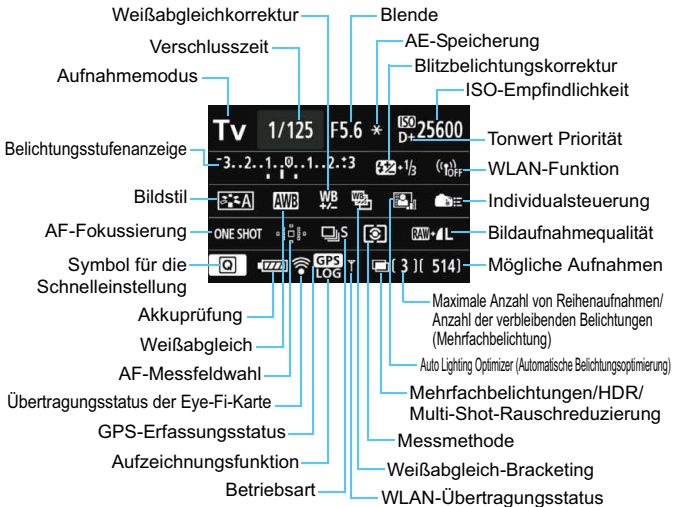 Weißabgleichkorrektur
Blende
Verschlusszeit
AE-Speicherung
Aufnahmemodus
Blitzbelichtungskorrektur
ISO-Empfindlichkeit
Tv 1/125 F5.6 * ISO 25600
D+
Tonwert Priorität
Belichtungsstufenanzeige
-3..2..1..0..1..2..+3 +1/3 OFF
WLAN-Funktion
Bildstil
A AWB WB +/- WB
Individualsteuerung
AF-Fokussierung
ONE SHOT S RAW+L
Bildaufnahmequalität
Symbol für die
Schnelleinstellung
Q GPS LOG [ 3 ][ 514]
Mögliche Aufnahmen
Akkuprüfung
Maximale Anzahl von Reihenaufnahmen/
Anzahl der verbleibenden Belichtungen
(Mehrfachbelichtung)
Weißabgleich
Auto Lighting Optimizer (Automatische Belichtungsoptimierung)
AF-Messfeldwahl
Mehrfachbelichtungen/HDR/
Multi-Shot-Rauschreduzierung
Übertragungsstatus der Eye-Fi-Karte
GPS-Erfassungsstatus
Messmethode
Aufzeichnungsfunktion
Weißabgleich-Bracketing
Betriebsart
WLAN-Übertragungsstatus